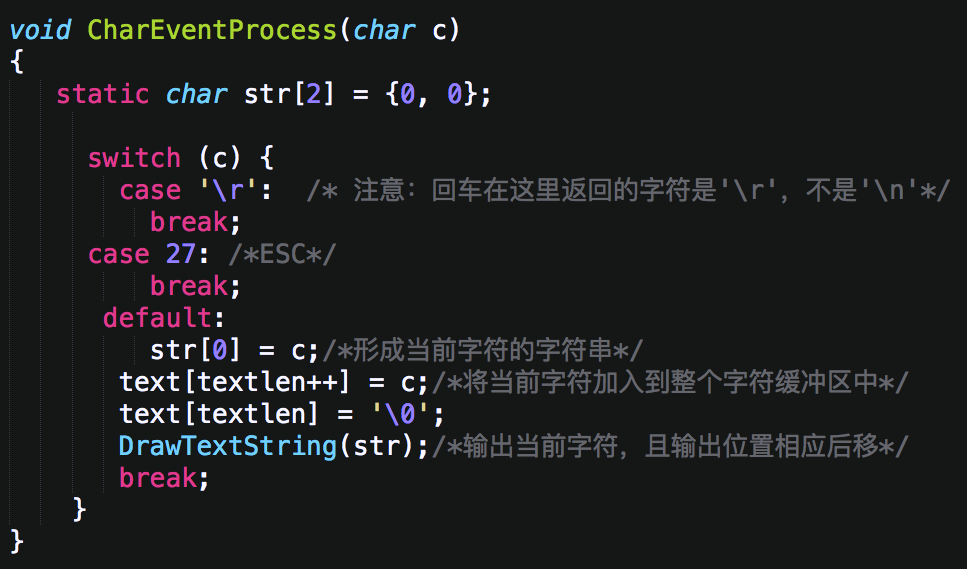 void CharEventProcess(char c)
{
   static char str[2] = {0, 0};

     switch (c) {
       case '\r':  /* 注意：回车在这里返回的字符是'\r'，不是'\n'*/
         break;
     case 27: /*ESC*/
         break;
      default:
         str[0] = c;/*形成当前字符的字符串*/
       text[textlen++] = c;/*将当前字符加入到整个字符缓冲区中*/
       text[textlen] = '\0';
       DrawTextString(str);/*输出当前字符，且输出位置相应后移*/
       break;
    }
}